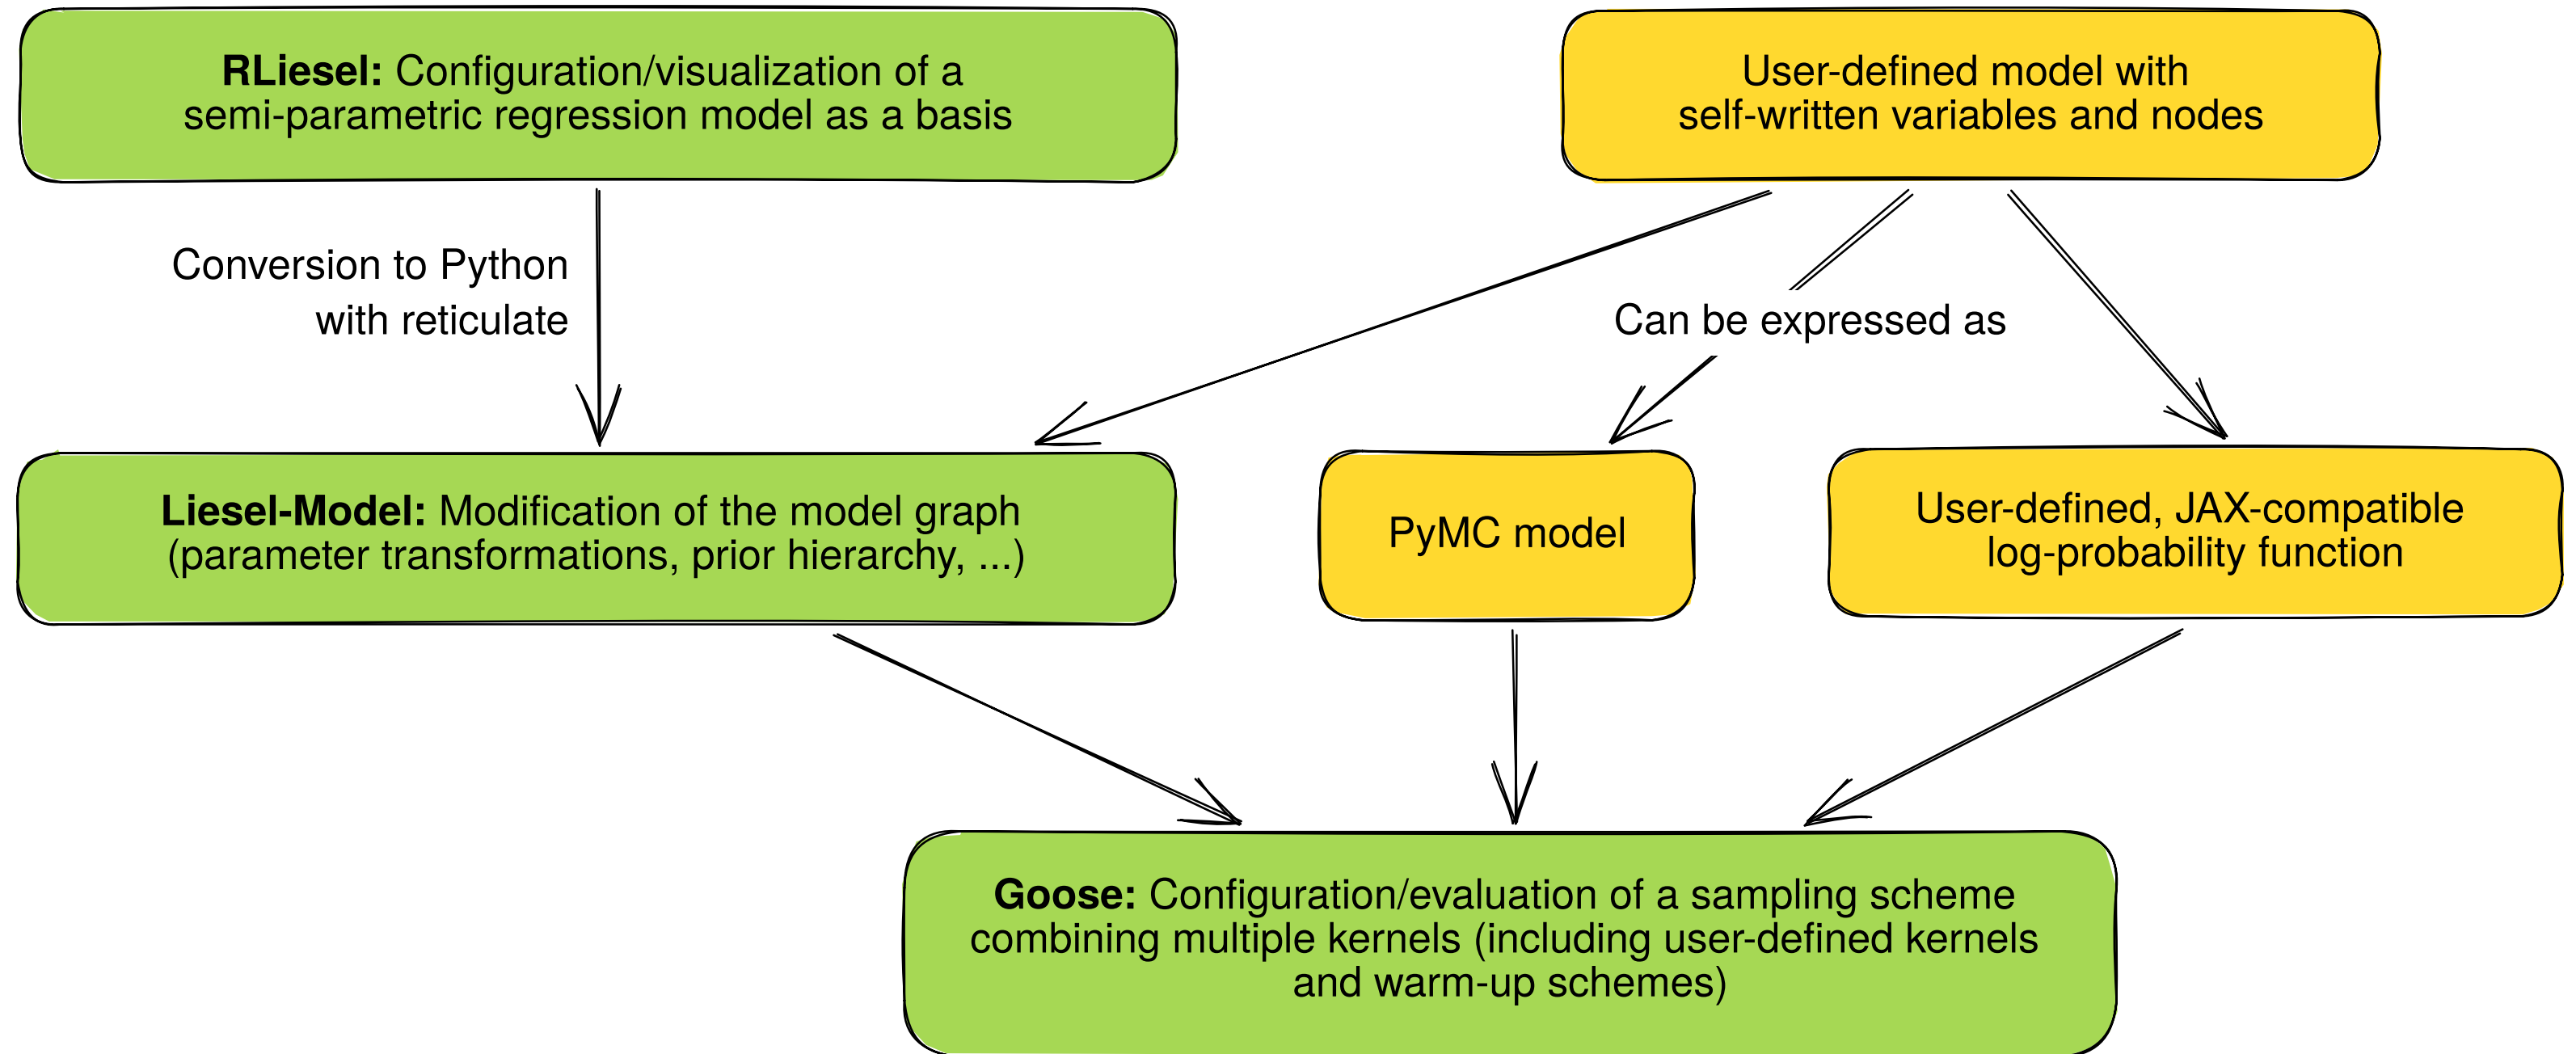 RLiesel: Configuration/visualization of a
semi-parametric regression model as a basis
User-defined model with
self-written variables and nodes
Conversion to Python
with reticulate
Can be expressed as
Liesel-Model: Modification of the model graph
(parameter transformations, prior hierarchy, ...)
PyMC model
User-defined, JAX-compatible
log-probability function
Goose: Configuration/evaluation of a sampling scheme
combining multiple kernels (including user-defined kernels
and warm-up schemes)